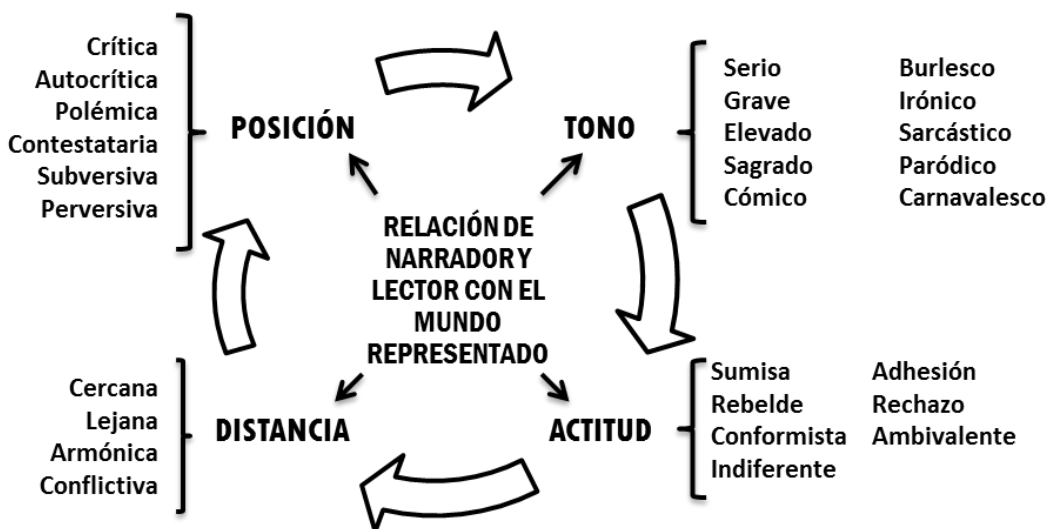 Crítica
Autocrítica
Polémica
Contestataria
Subversiva
Perversiva
POSICIÓN
TONO
Serio
Grave
Elevado
Sagrado
Cómico
Burlesco
Irónico
Sarcástico
Paródico
Carnavalesco
RELACIÓN DE
NARRADOR Y
LECTOR CON EL
MUNDO
REPRESENTADO
Cercana
Lejana
Armónica
Conflictiva
DISTANCIA
ACTITUD
Sumisa
Rebelde
Conformista
Indiferente
Adhesión
Rechazo
Ambivalente